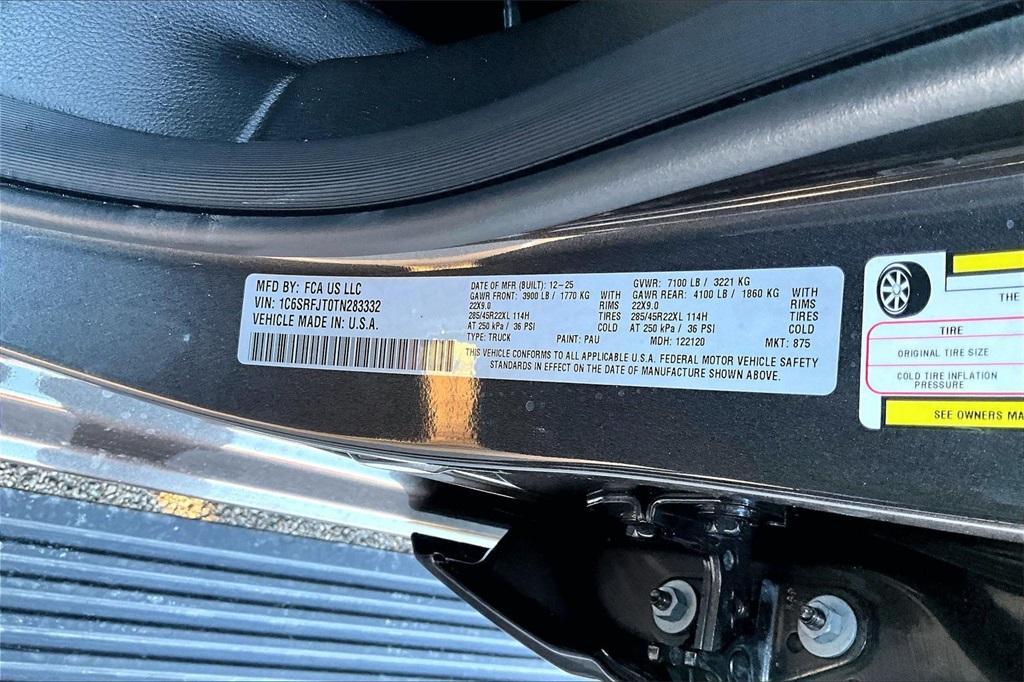 MFD BY: FCA US LLC
VIN: 1C6SRFJT0TN283332
VEHICLE MADE IN: U.S.A.
DATE OF MFR (BUILT): 12-25
GAWR FRONT: 3900 LB / 1770 KG WITH
22X9.0 RIMS
285/45R22XL 114H TIRES
AT 250 kPa / 36 PSI COLD
TYPE: TRUCK PAINT: PAU
GVWR: 7100 LB / 3221 KG
GAWR REAR: 4100 LB / 1860 KG WITH
22X9.0 RIMS
285/45R22XL 114H TIRES
AT 250 kPa / 36 PSI COLD
MDH: 122120 MKT: 875
THIS VEHICLE CONFORMS TO ALL APPLICABLE U.S.A. FEDERAL MOTOR VEHICLE SAFETY
STANDARDS IN EFFECT ON THE DATE OF MANUFACTURE SHOWN ABOVE.
THE
TIRE
ORIGINAL TIRE SIZE
COLD TIRE INFLATION
PRESSURE
SEE OWNERS MA